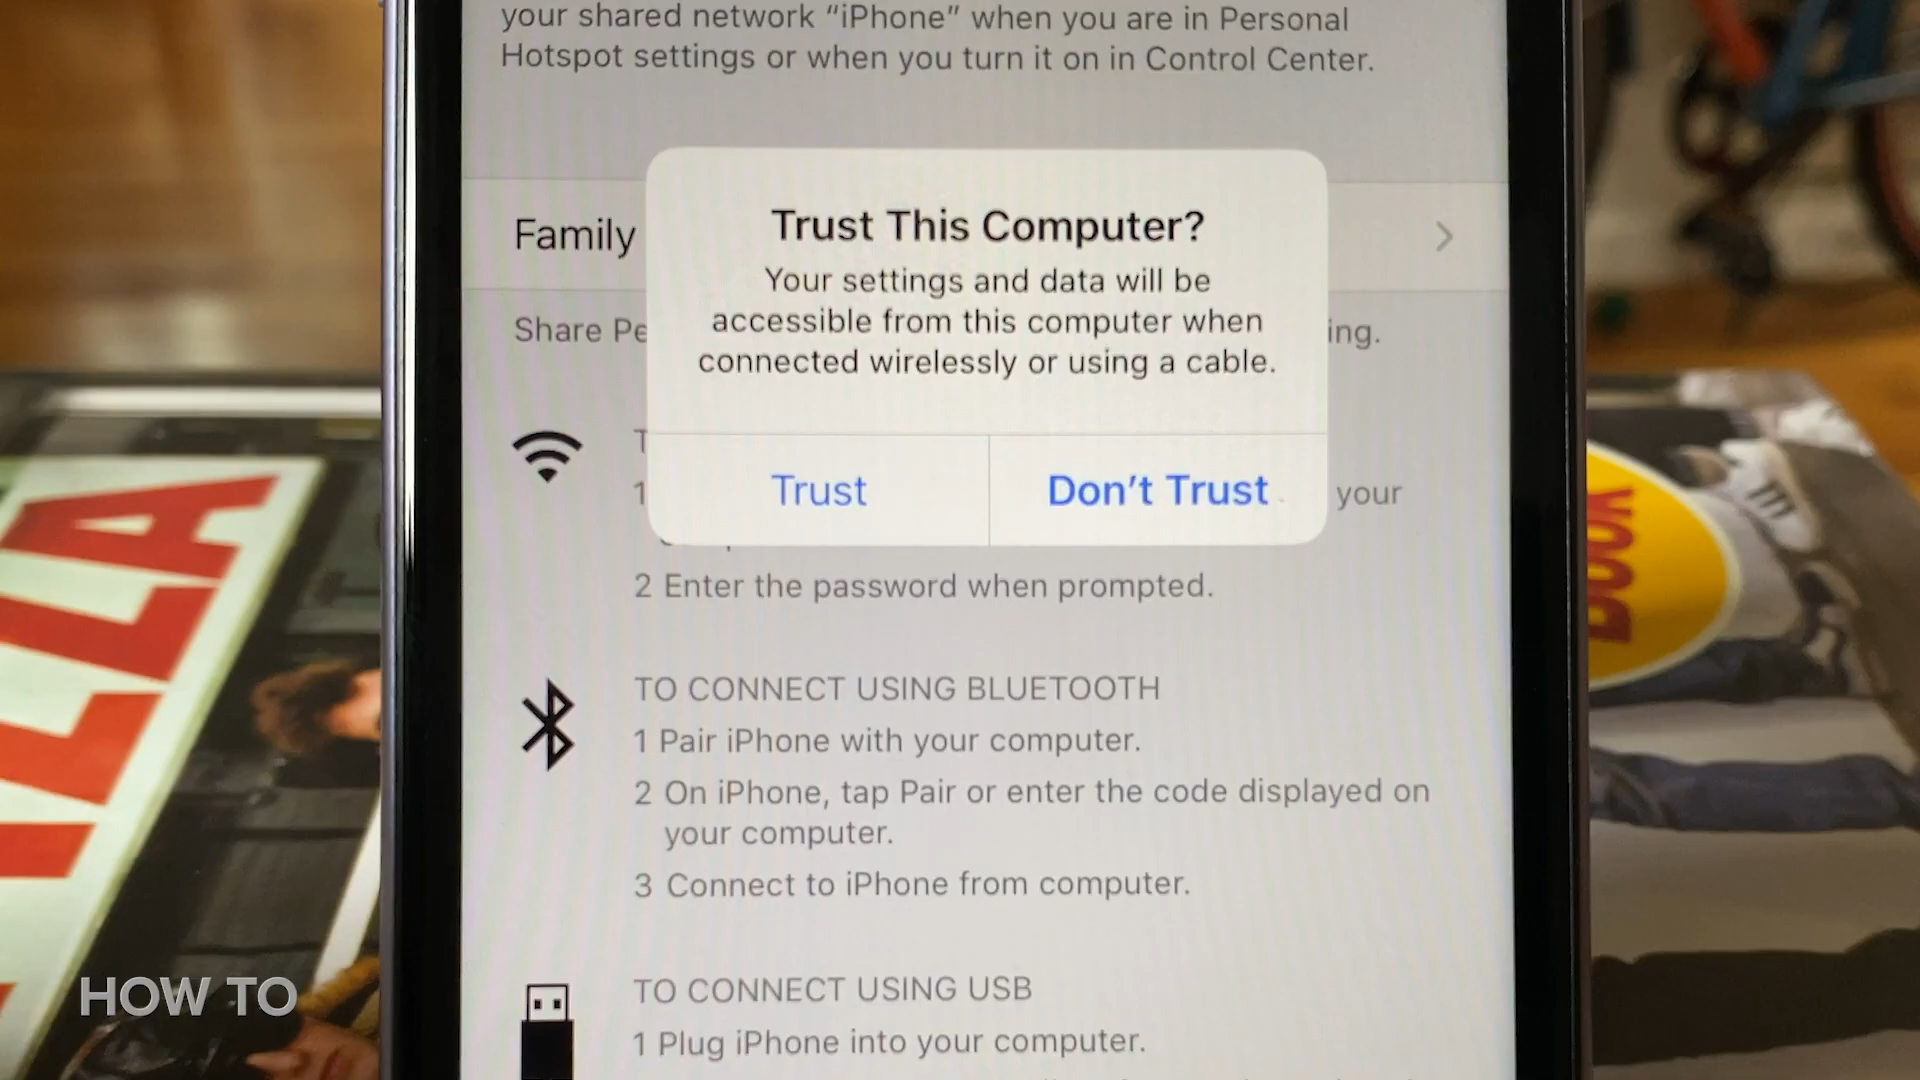 your shared network “iPhone” when you are in Personal
Hotspot settings or when you turn it on in Control Center.
Family
Trust This Computer?
Your settings and data will be
accessible from this computer when
connected wirelessly or using a cable.
Share Pe
ing.
T
1
your
Trust
Don’t Trust
2 Enter the password when prompted.
TO CONNECT USING BLUETOOTH
1 Pair iPhone with your computer.
2 On iPhone, tap Pair or enter the code displayed on
your computer.
3 Connect to iPhone from computer.
TO CONNECT USING USB
1 Plug iPhone into your computer.
HOW TO